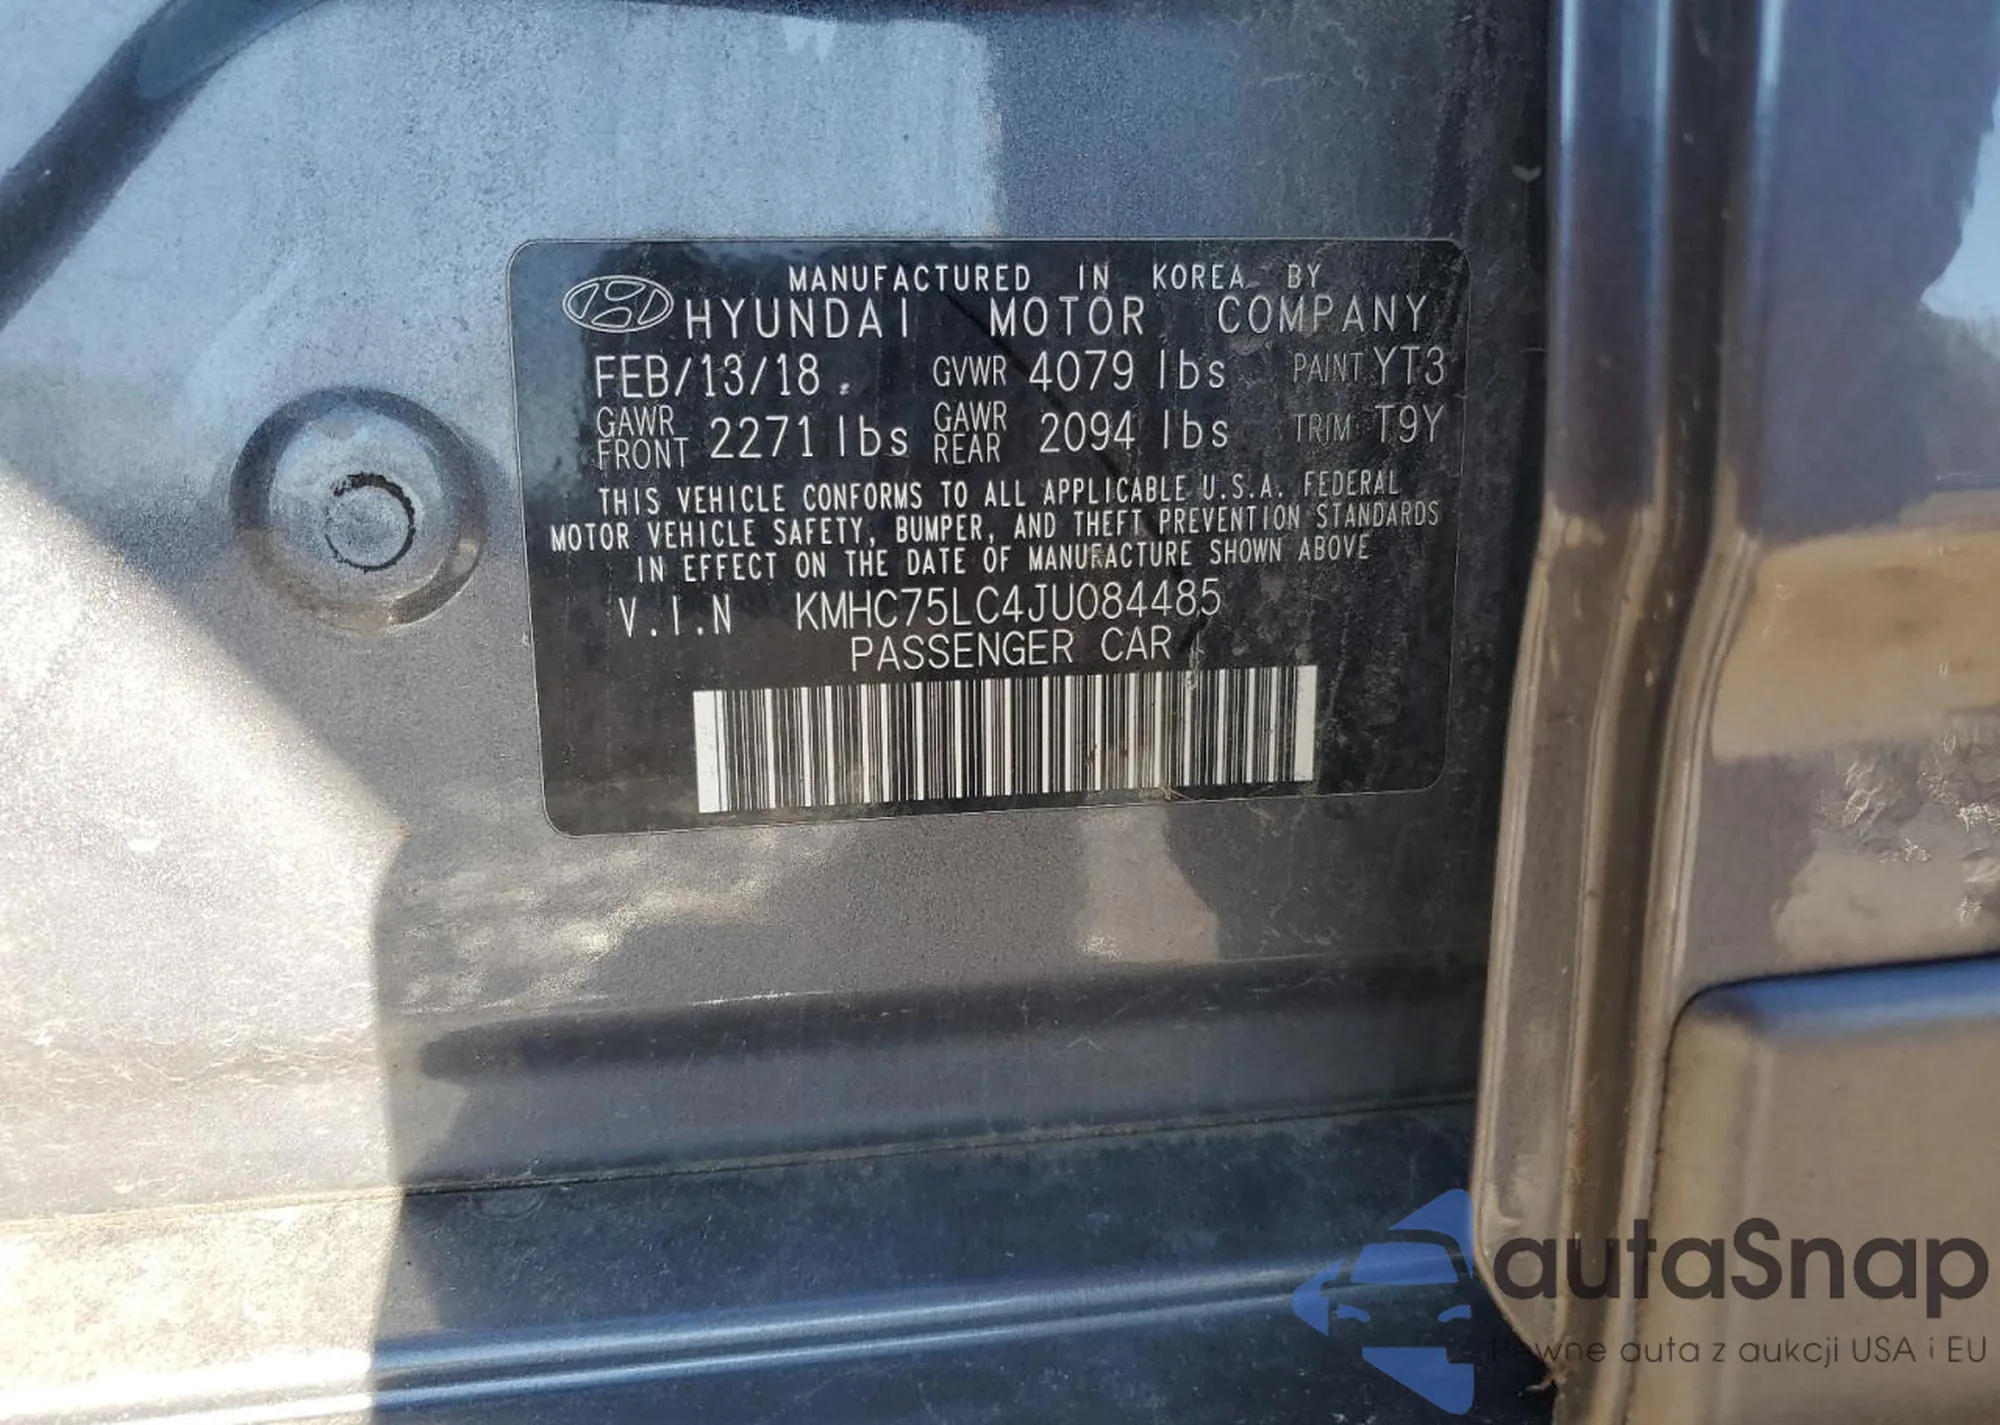 MANUFACTURED IN KOREA BY
HYUNDAI MOTOR COMPANY
FEB/13/18 GVWR 4079 lbs PAINT YT3
GAWR FRONT 2271 lbs GAWR REAR 2094 lbs TRIM T9Y
THIS VEHICLE CONFORMS TO ALL APPLICABLE U.S.A. FEDERAL
MOTOR VEHICLE SAFETY, BUMPER, AND THEFT PREVENTION STANDARDS
IN EFFECT ON THE DATE OF MANUFACTURE SHOWN ABOVE
V.I.N KMHC75LC4JU084485
PASSENGER CAR
autaSnap
Pewne auta z aukcji USA i EU